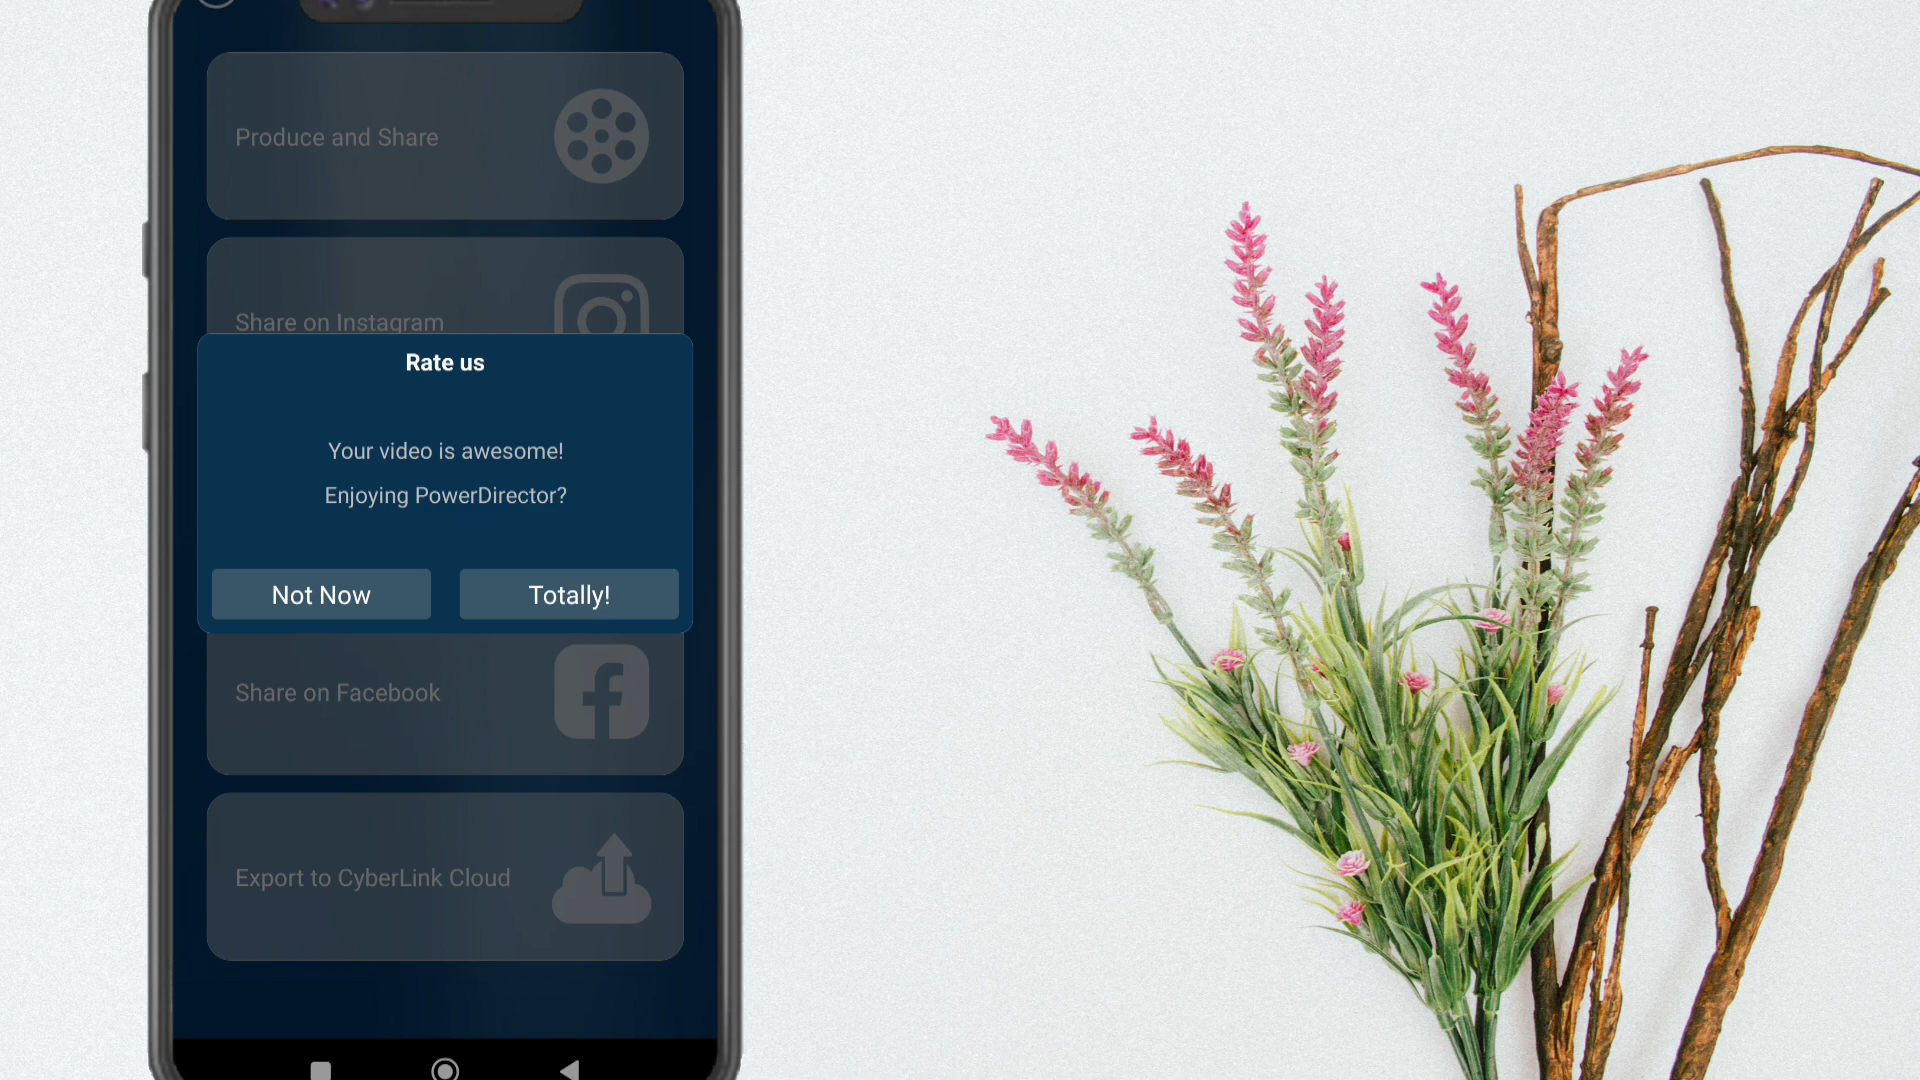 Produce and Share
Share on Instagram
Rate us
Your video is awesome!
Enjoying PowerDirector?
Not Now
Totally!
Share on Facebook
Export to CyberLink Cloud